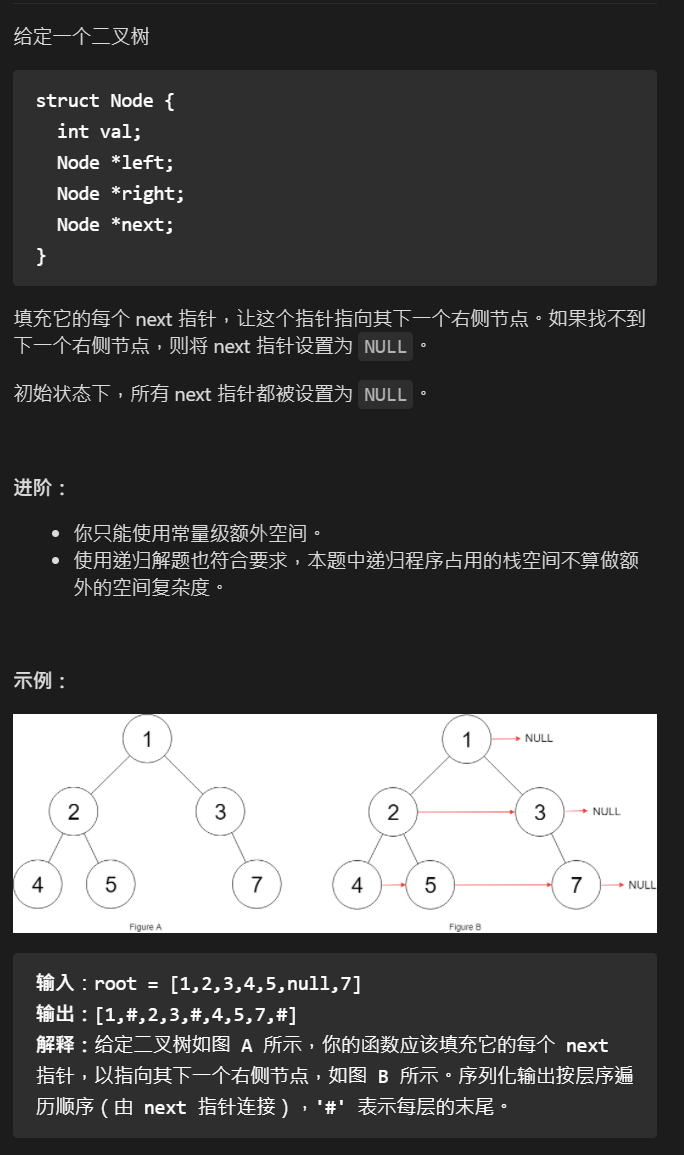 给定一个二叉树
struct Node {
  int val;
  Node *left;
  Node *right;
  Node *next;
}
填充它的每个 next 指针，让这个指针指向其下一个右侧节点。如果找不到
下一个右侧节点，则将 next 指针设置为 NULL 。
初始状态下，所有 next 指针都被设置为 NULL 。
进阶：
• 你只能使用常量级额外空间。
• 使用递归解题也符合要求，本题中递归程序占用的栈空间不算做额
外的空间复杂度。
示例：
1
2 3
4 5 7
Figure A
1 NULL
2 3 NULL
4 5 7 NULL
Figure B
输入：root = [1,2,3,4,5,null,7]
输出：[1,#,2,3,#,4,5,7,#]
解释：给定二叉树如图 A 所示，你的函数应该填充它的每个 next
指针，以指向其下一个右侧节点，如图 B 所示。序列化输出按层序遍
历顺序（由 next 指针连接），'#' 表示每层的末尾。